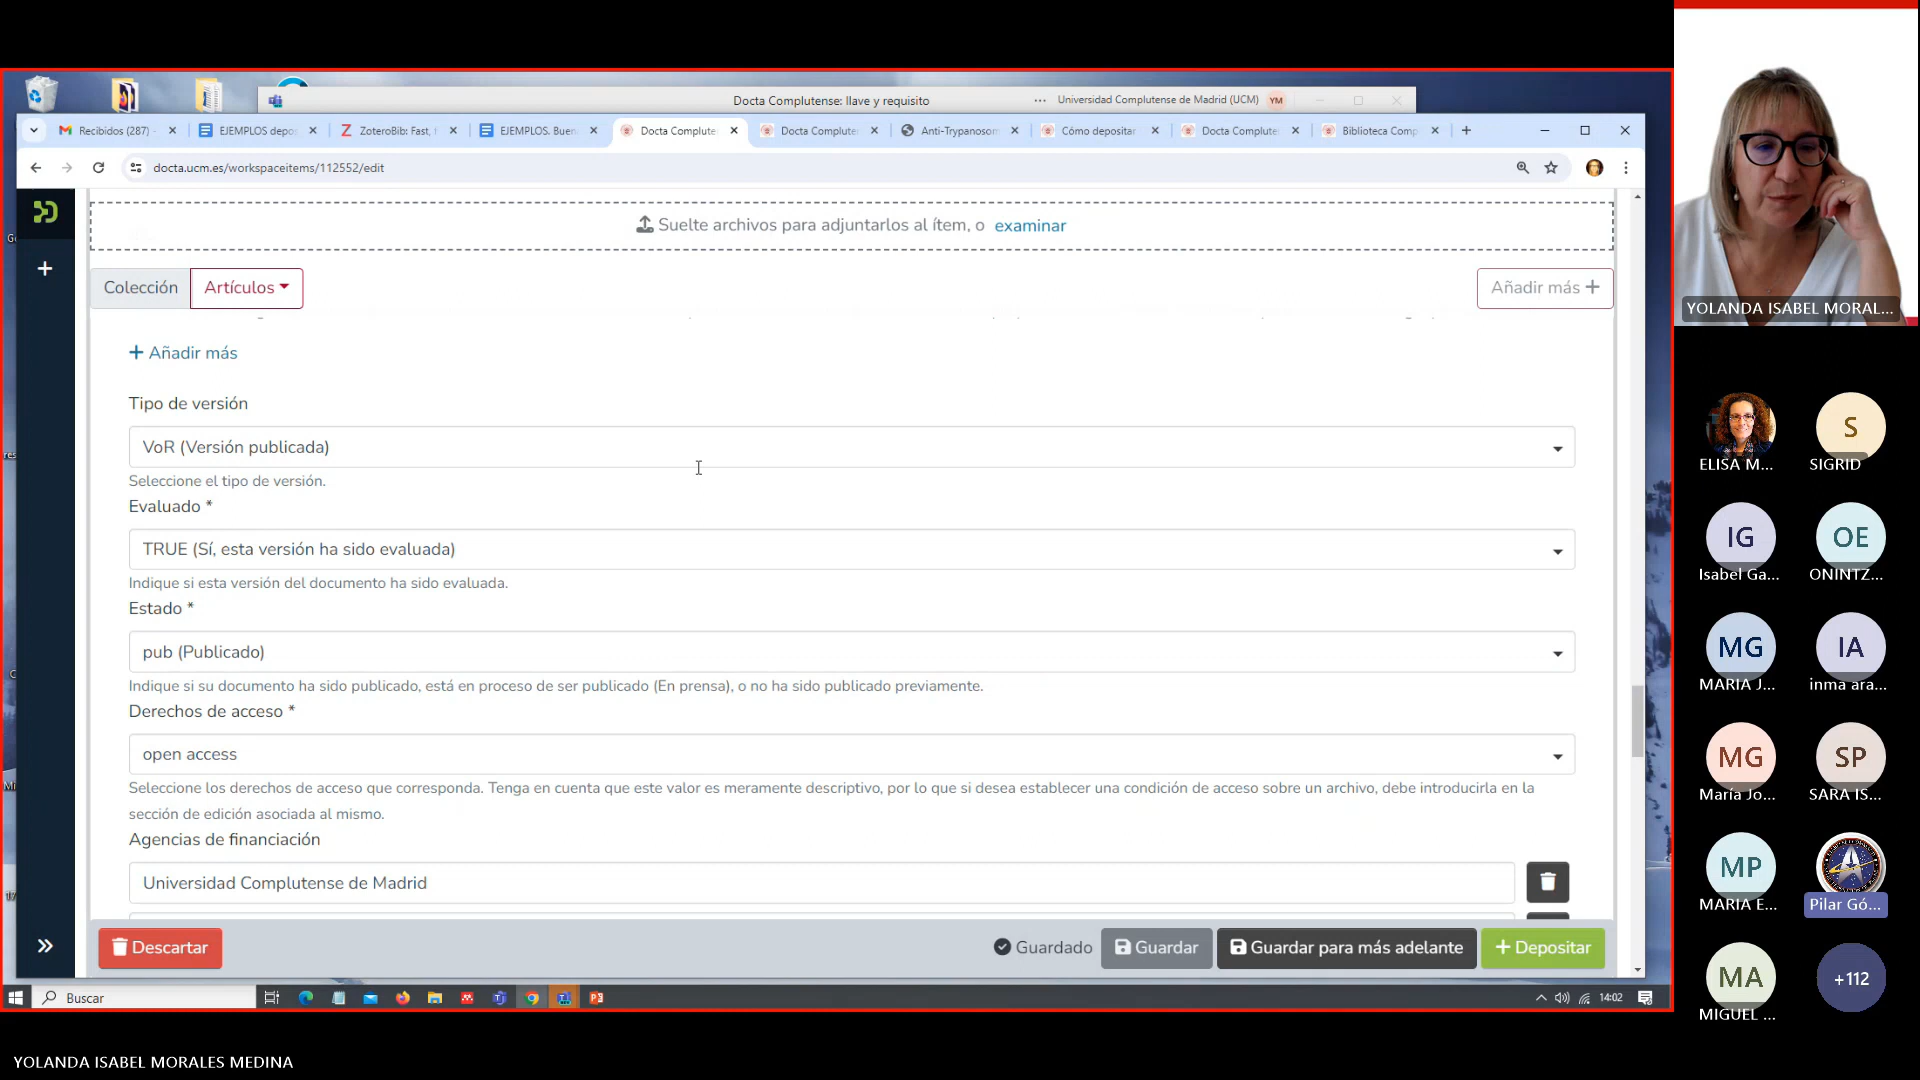 Docta Complutense: llave y requisito
Universidad Complutense de Madrid (UCM)
YM
Recibidos (287) -
EJEMPLOS depo
ZoteroBib: Fast,
EJEMPLOS. Buen
Docta Complute
Docta Complute
Anti-Trypanosom
Cómo depositar
Docta Complute
Biblioteca Comp
docta.ucm.es/workspaceitems/112552/edit
Suelte archivos para adjuntarlos al ítem, o examinar
Colección
Artículos
Añadir más +
+ Añadir más
Tipo de versión
VoR (Versión publicada)
Seleccione el tipo de versión.
Evaluado *
TRUE (Sí, esta versión ha sido evaluada)
Indique si esta versión del documento ha sido evaluada.
Estado *
pub (Publicado)
Indique si su documento ha sido publicado, está en proceso de ser publicado (En prensa), o no ha sido publicado previamente.
Derechos de acceso *
open access
Seleccione los derechos de acceso que corresponda. Tenga en cuenta que este valor es meramente descriptivo, por lo que si desea establecer una condición de acceso sobre un archivo, debe introducirla en la
sección de edición asociada al mismo.
Agencias de financiación
Universidad Complutense de Madrid
Descartar
Guardado
Guardar
Guardar para más adelante
+ Depositar
Buscar
14:02
YOLANDA ISABEL MORAL...
ELISA M...
S
SIGRID
IG
Isabel Ga...
OE
ONINTZ...
MG
MARIA J...
IA
inma ara...
MG
María Jo...
SP
SARA IS...
MP
MARIA E...
Pilar Gó...
MA
MIGUEL ...
+112
YOLANDA ISABEL MORALES MEDINA